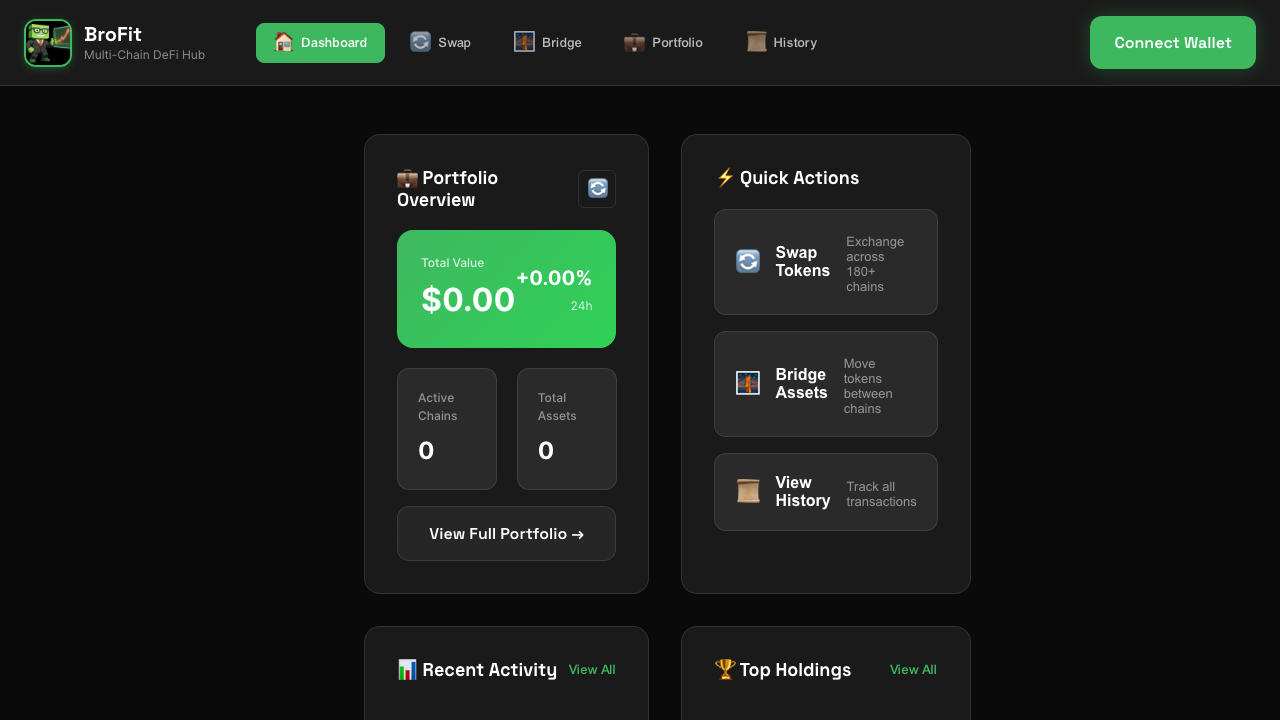 BroFit
Multi-Chain DeFi Hub
Dashboard
Swap
Bridge
Portfolio
History
Connect Wallet
Portfolio
Overview
Total Value
$0.00
+0.00%
24h
Active
Chains
0
Total
Assets
0
View Full Portfolio →
Quick Actions
Swap
Tokens
Exchange
across
180+
chains
Bridge
Assets
Move
tokens
between
chains
View
History
Track all
transactions
Recent Activity
View All
Top Holdings
View All